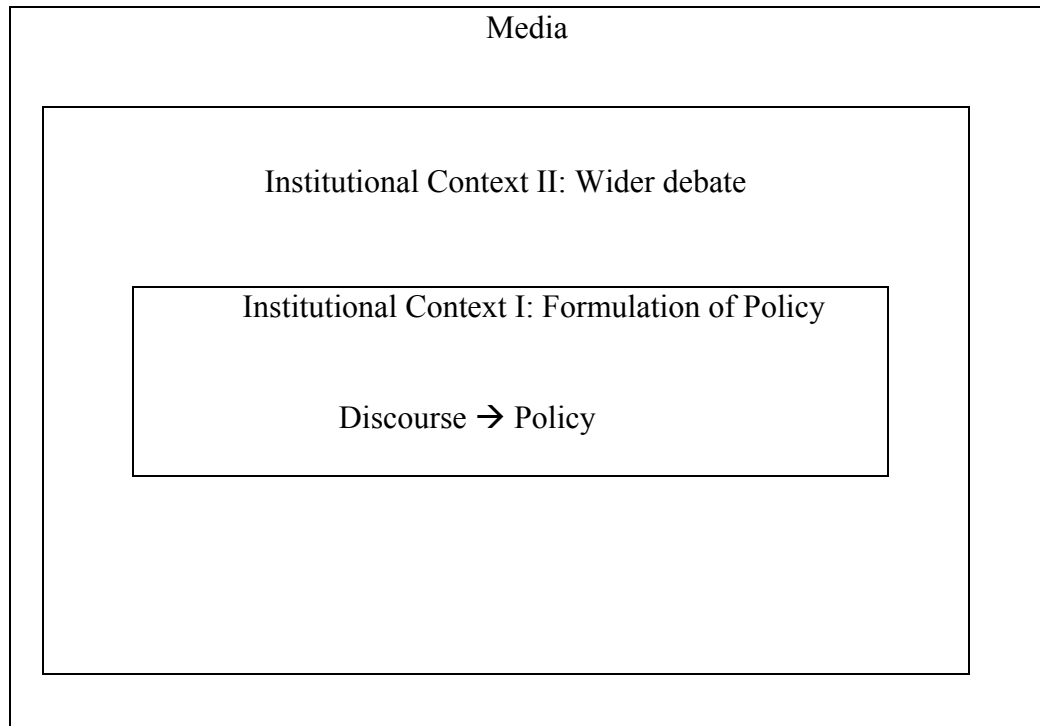 Media
Institutional Context II: Wider debate
Institutional Context I: Formulation of Policy
Discourse → Policy